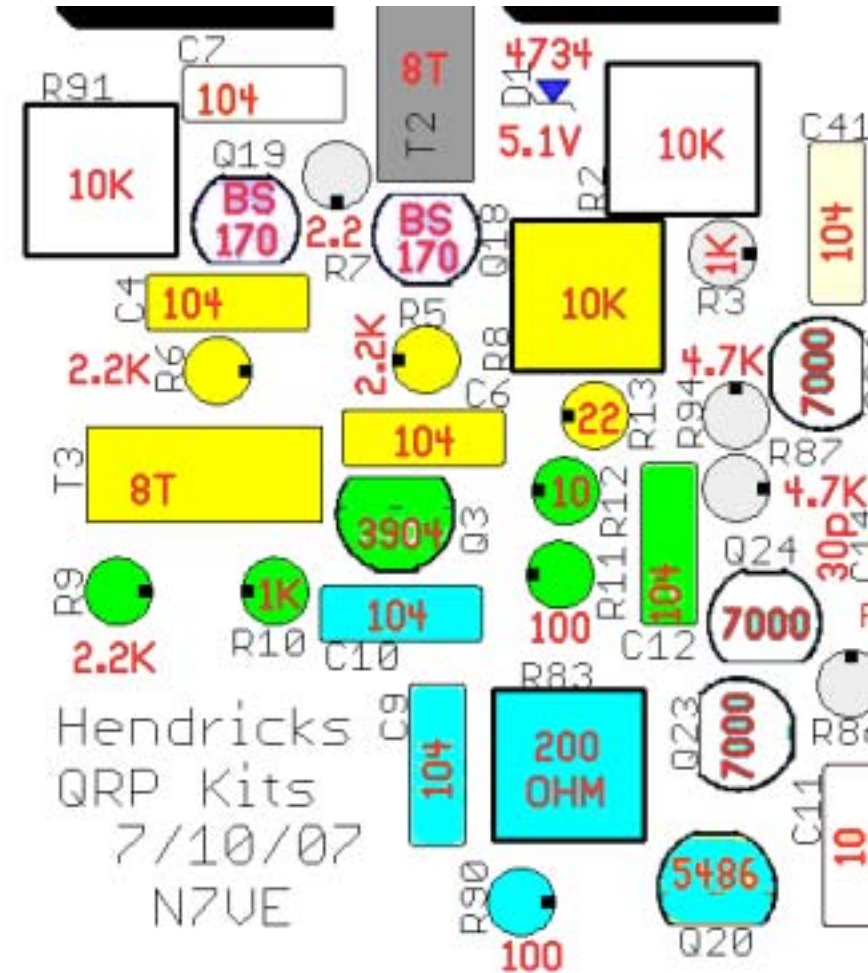 C7
4734
R91
8T
D1
104
T2
5.1V
10K
C41
Q19
10K
BS
170
2.2
R7
BS
170
Q18
R2
1K
R3
104
C4
104
R5
R8
10K
2.2K
R6
2.2K
4.7K
7000
C6
R13
R94
22
104
T3
8T
R87
10
R12
4.7K
3904
Q3
104
Q24
30p
C14
R9
1K
R11
R10
104
100
C12
7000
2.2K
C10
R83
Hendricks
C9
Q23
7000
QRP Kits
104
200
OHM
7/10/07
C11
10
N7VE
R90
5486
100
Q20